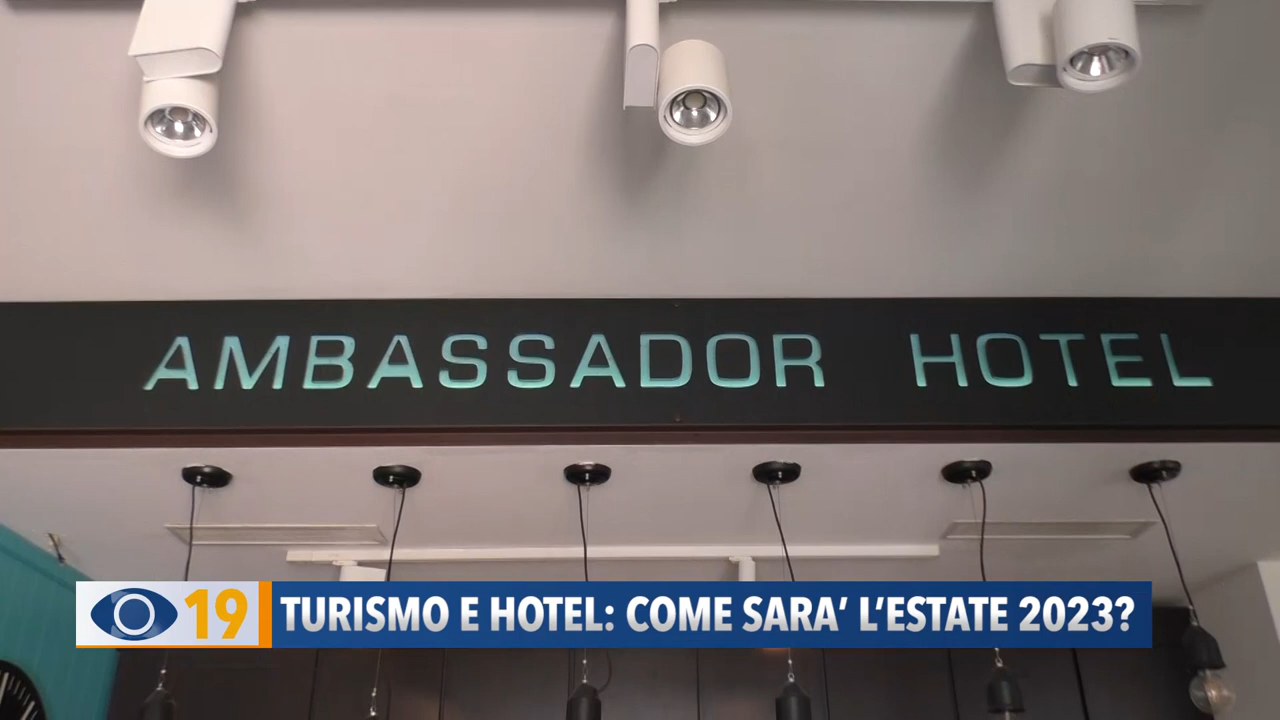 AMBASSADOR HOTEL
19 TURISMO E HOTEL: COME SARA’ L’ESTATE 2023?